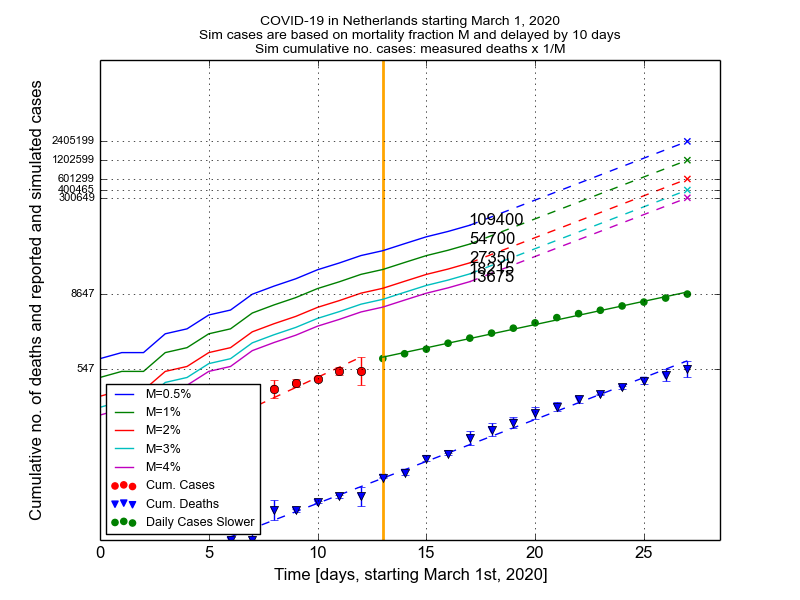 COVID-19 in Netherlands starting March 1, 2020
Sim cases are based on mortality fraction M and delayed by 10 days
Sim cumulative no. cases: measured deaths x 1/M
Cumulative no. of deaths and reported and simulated cases
2405199
1202599
601299
400465
300649
8647
547
109400
54700
27350
18215
13675
M=0.5%
M=1%
M=2%
M=3%
M=4%
Cum. Cases
Cum. Deaths
Daily Cases Slower
0 5 10 15 20 25
Time [days, starting March 1st, 2020]